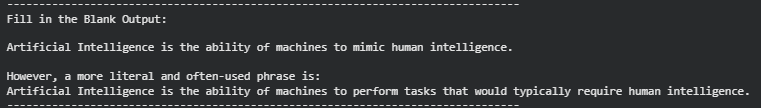 --------------------------------------------------------------------------------
Fill in the Blank Output:
Artificial Intelligence is the ability of machines to mimic human intelligence.
However, a more literal and often-used phrase is:
Artificial Intelligence is the ability of machines to perform tasks that would typically require human intelligence.
--------------------------------------------------------------------------------